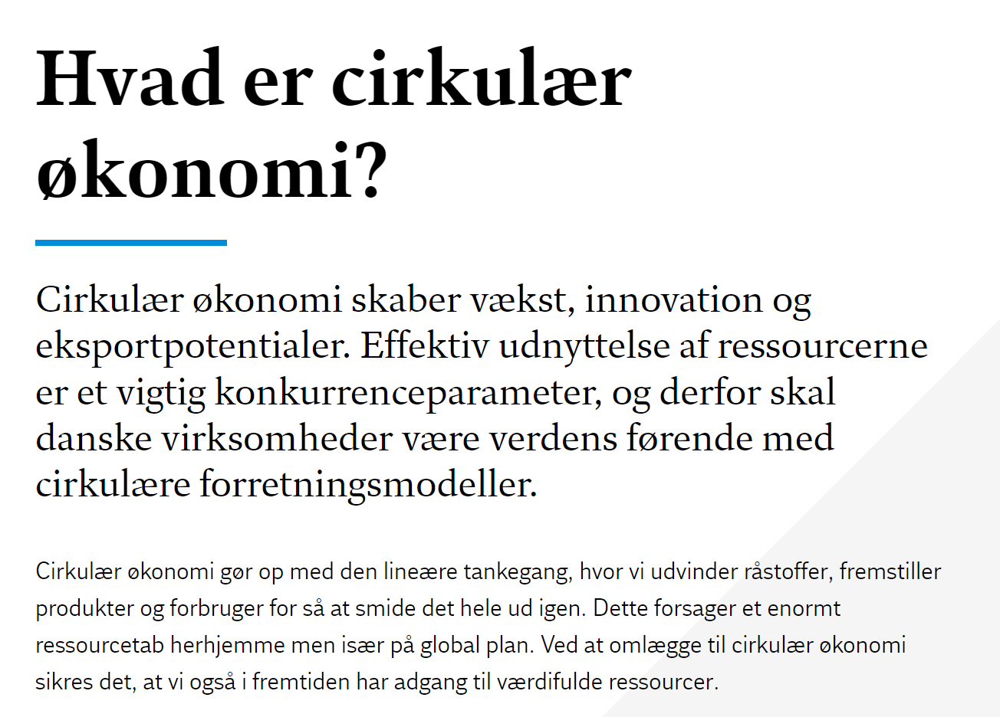 Hvad er cirkulær
økonomi?
Cirkulær økonomi skaber vækst, innovation og
eksportpotentialer. Effektiv udnyttelse af ressourcerne
er et vigtig konkurrenceparameter, og derfor skal
danske virksomheder være verdens førende med
cirkulære forretningsmodeller.
Cirkulær økonomi gør op med den lineære tankegang, hvor vi udvinder råstoffer, fremstiller
produkter og forbruger for så at smide det hele ud igen. Dette forsager et enormt
ressourcetab herhjemme men især på global plan. Ved at omlægge til cirkulær økonomi
sikres det, at vi også i fremtiden har adgang til værdifulde ressourcer.